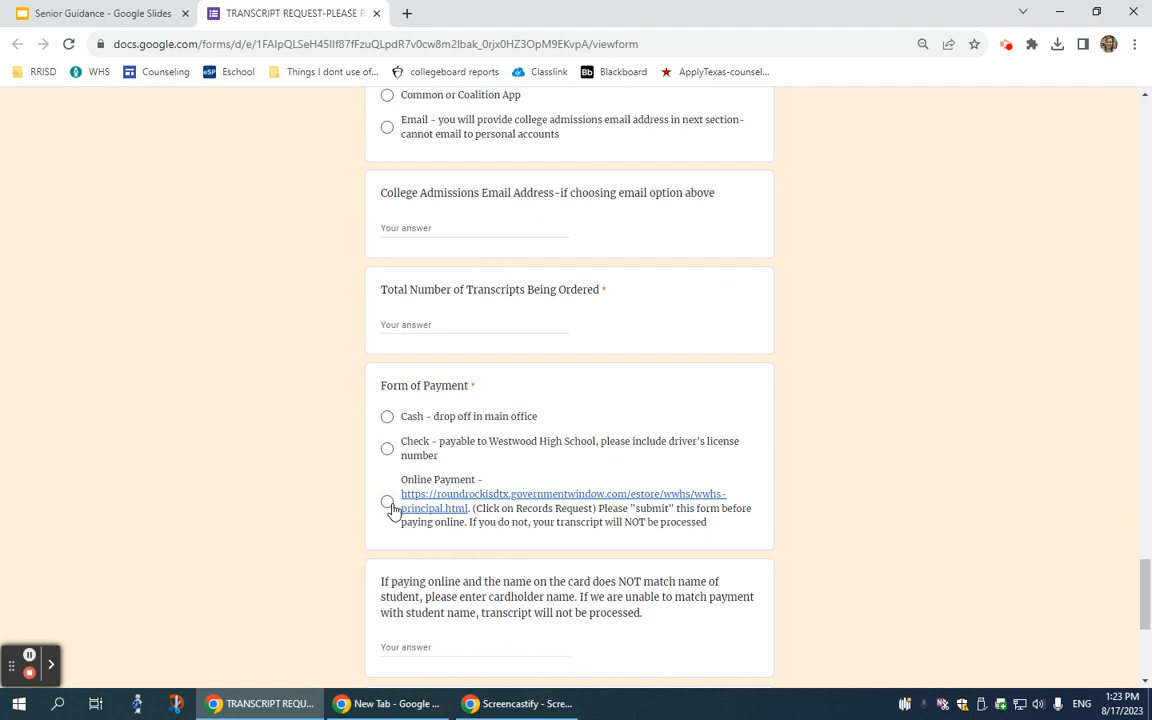 Senior Guidance - Google Slides
TRANSCRIPT REQUEST-PLEASE R
docs.google.com/forms/d/e/1FAIpQLSeH45IIf87fFzuQLpdR7v0cw8m2Ibak_0rjx0HZ3OpM9EKvpA/viewform
RRISD
WHS
Counseling
eSP Eschool
Things I dont use of...
collegeboard reports
Classlink
Bb Blackboard
ApplyTexas-counsel...
Common or Coalition App
Email - you will provide college admissions email address in next section-
cannot email to personal accounts
College Admissions Email Address-if choosing email option above
Your answer
Total Number of Transcripts Being Ordered *
Your answer
Form of Payment *
Cash - drop off in main office
Check - payable to Westwood High School, please include driver's license
number
Online Payment -
https://roundrockisdtx.governmentwindow.com/estore/wwhs/wwhs-
principal.html. (Click on Records Request) Please "submit" this form before
paying online. If you do not, your transcript will NOT be processed
If paying online and the name on the card does NOT match name of
student, please enter cardholder name. If we are unable to match payment
with student name, transcript will not be processed.
Your answer
TRANSCRIPT REQU...
New Tab - Google ...
Screencastify - Scre...
ENG
1:23 PM
8/17/2023